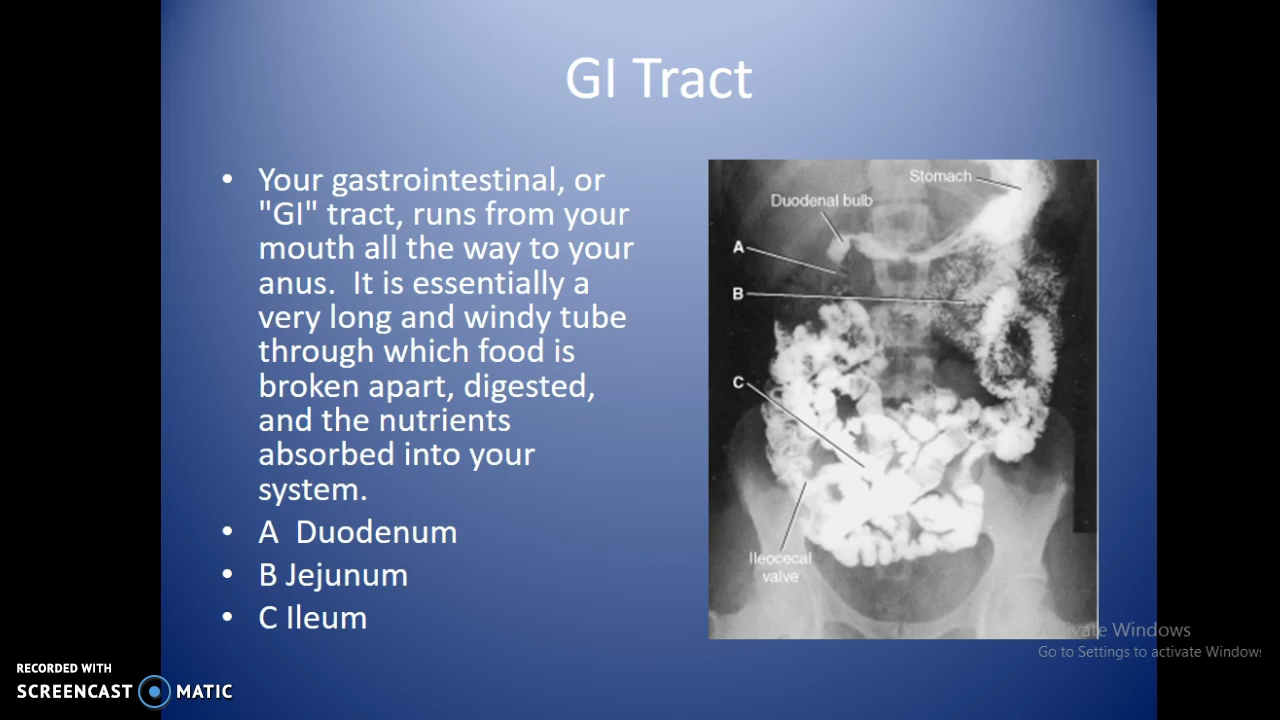 GI Tract
• Your gastrointestinal, or
"GI" tract, runs from your
mouth all the way to your
anus.  It is essentially a
very long and windy tube
through which food is
broken apart, digested,
and the nutrients
absorbed into your
system.
• A  Duodenum
• B Jejunum
• C Ileum
Stomach
Duodenal bulb
A
B
C
Ileocecal
valve
Activate Windows
Go to Settings to activate Windows
RECORDED WITH
SCREENCAST MATIC